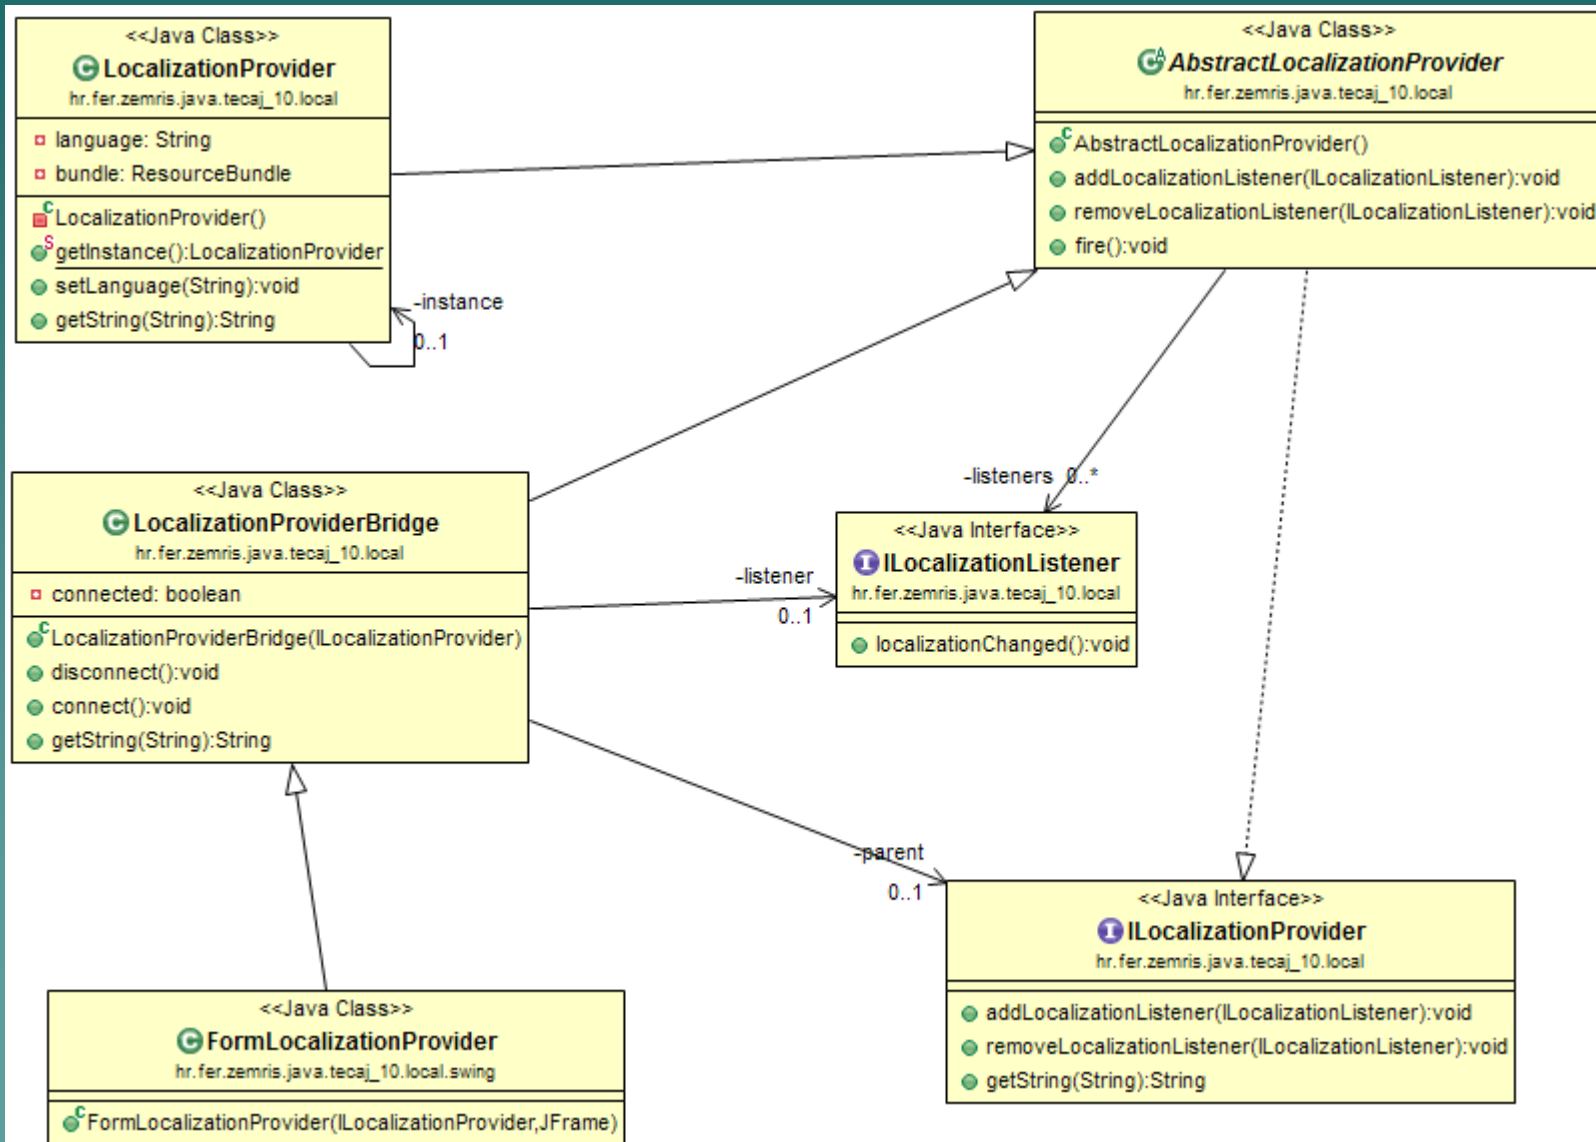 <<Java Class>>
LocalizationProvider
hr.fer.zemris.java.tecaj_10.local
language: String
bundle: ResourceBundle
LocalizationProvider()
getInstance():LocalizationProvider
setLanguage(String):void
getString(String):String
-instance
0..1
<<Java Class>>
AbstractLocalizationProvider
hr.fer.zemris.java.tecaj_10.local
AbstractLocalizationProvider()
addLocalizationListener(ILocalizationListener):void
removeLocalizationListener(ILocalizationListener):void
fire():void
<<Java Class>>
LocalizationProviderBridge
hr.fer.zemris.java.tecaj_10.local
connected: boolean
LocalizationProviderBridge(ILocalizationProvider)
disconnect():void
connect():void
getString(String):String
-listeners 0..*
-listener
0..1
<<Java Interface>>
ILocalizationListener
hr.fer.zemris.java.tecaj_10.local
localizationChanged():void
-parent
0..1
<<Java Class>>
FormLocalizationProvider
hr.fer.zemris.java.tecaj_10.local.swing
FormLocalizationProvider(ILocalizationProvider,JFrame)
<<Java Interface>>
ILocalizationProvider
hr.fer.zemris.java.tecaj_10.local
addLocalizationListener(ILocalizationListener):void
removeLocalizationListener(ILocalizationListener):void
getString(String):String